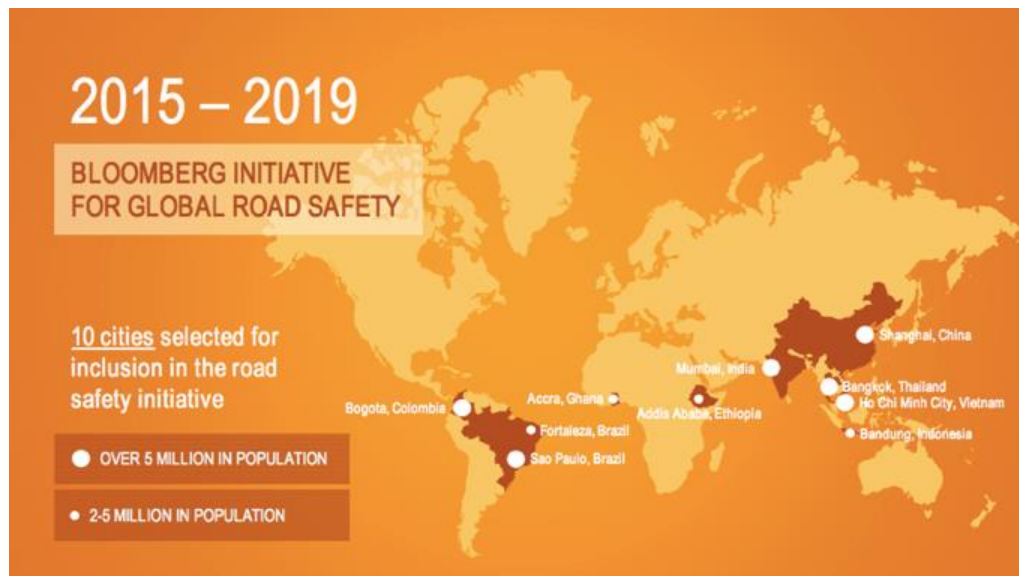 2015 – 2019
BLOOMBERG INITIATIVE
FOR GLOBAL ROAD SAFETY
10 cities selected for
inclusion in the road
safety initiative
OVER 5 MILLION IN POPULATION
2-5 MILLION IN POPULATION
Shanghai, China
Mumbai, India
Bangkok, Thailand
Ho Chi Minh City, Vietnam
Accra, Ghana
Addis Ababa, Ethiopia
Bogota, Colombia
Fortaleza, Brazil
Bandung, Indonesia
Sao Paulo, Brazil